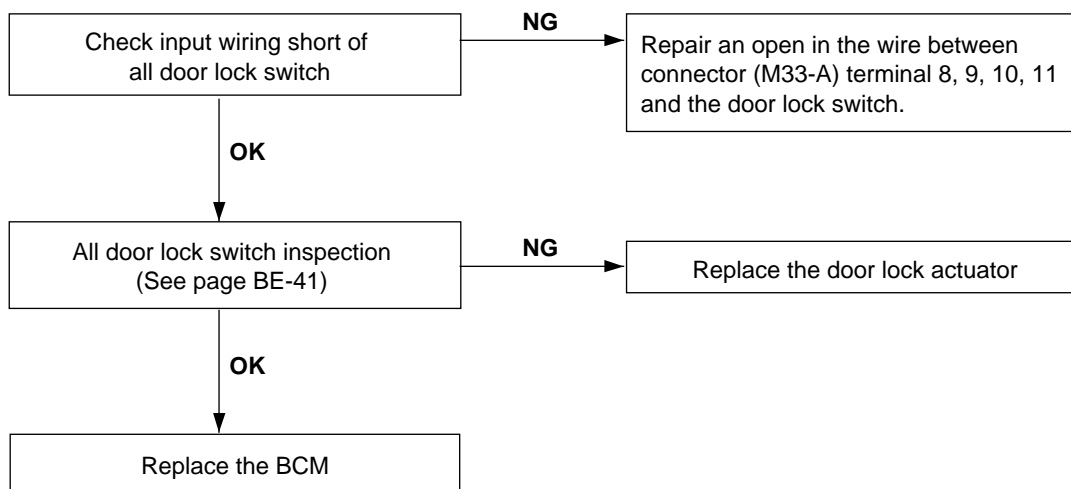 Check input wiring short of
all door lock switch
NG
Repair an open in the wire between
connector (M33-A) terminal 8, 9, 10, 11
and the door lock switch.
OK
All door lock switch inspection
(See page BE-41)
NG
Replace the door lock actuator
OK
Replace the BCM